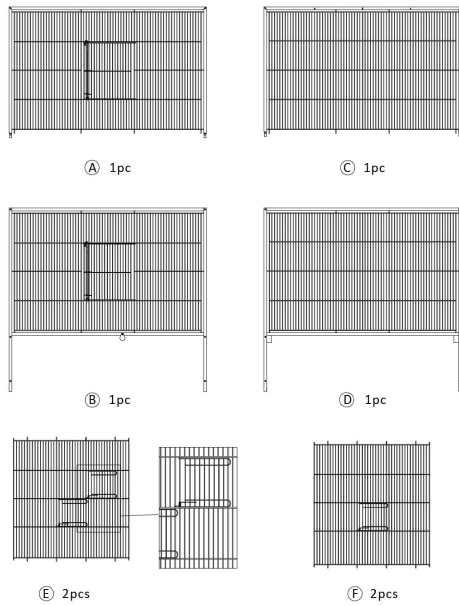 Ⓐ 1pc
Ⓒ 1pc
Ⓑ 1pc
Ⓓ 1pc
Ⓔ 2pcs
Ⓕ 2pcs